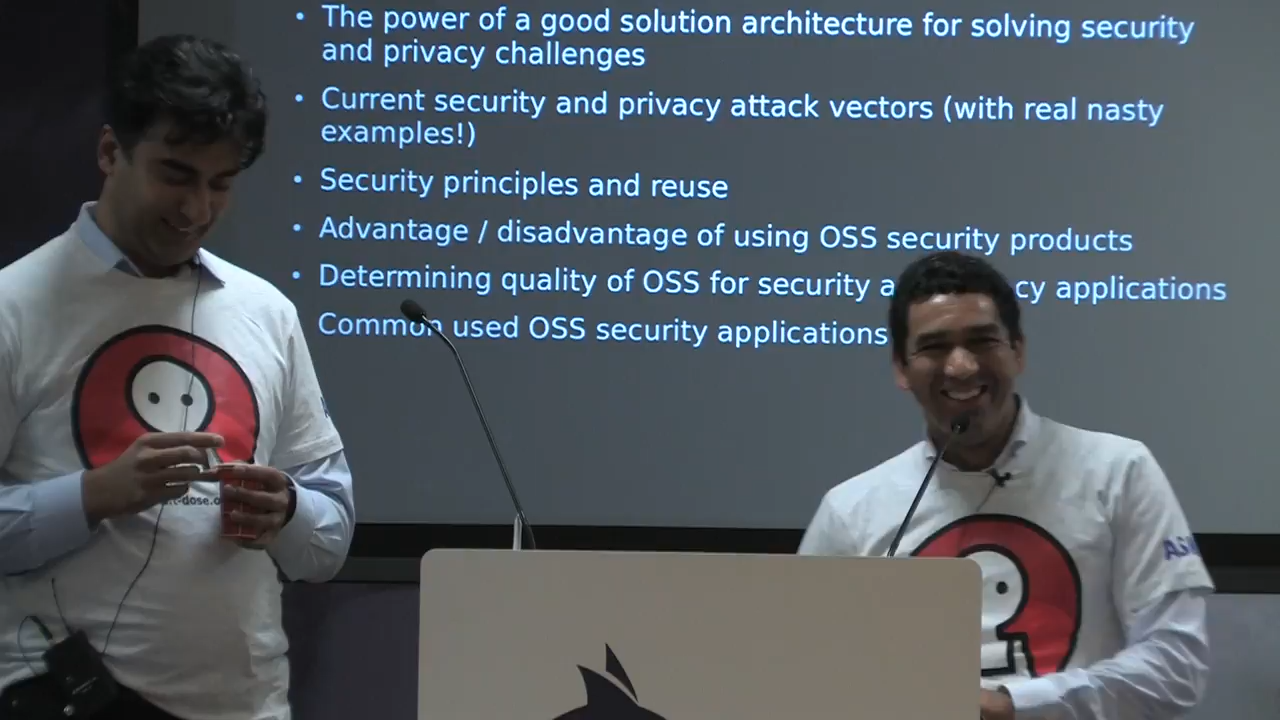 • The power of a good solution architecture for solving security
and privacy challenges
• Current security and privacy attack vectors (with real nasty
examples!)
• Security principles and reuse
• Advantage / disadvantage of using OSS security products
• Determining quality of OSS for security a cy applications
Common used OSS security applications
t-dose.o